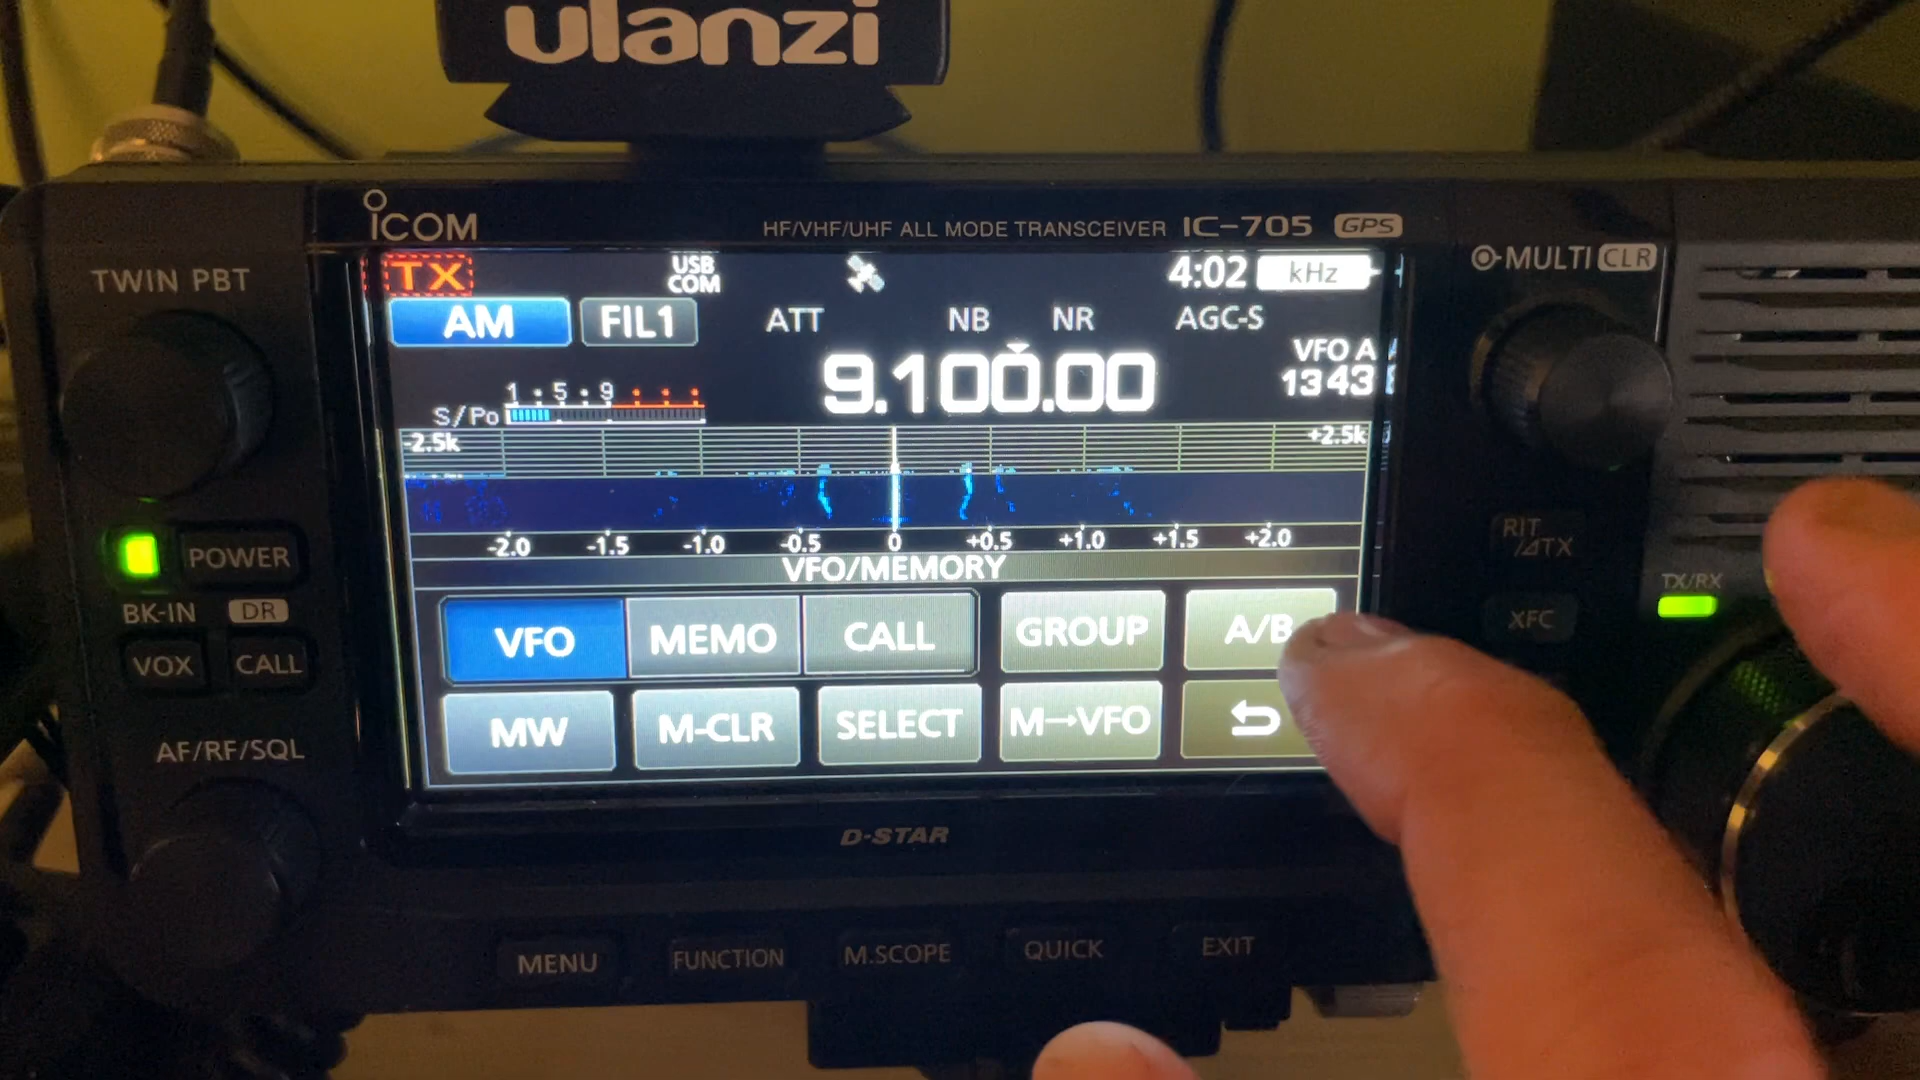 ulanzi
ICOM
HF/VHF/UHF ALL MODE TRANSCEIVER IC-705 GPS
TWIN PBT
MULTI CLR
TX
USB
COM
4:02
kHz
AM
FIL1
ATT
NB
NR
AGC-S
9.100.00
VFO A
1343
1 5 9
S/Po
-2.5k
+2.5k
-2.0 -1.5 -1.0 -0.5 0 +0.5 +1.0 +1.5 +2.0
VFO/MEMORY
VFO MEMO CALL GROUP A/B
MW M-CLR SELECT M→VFO
POWER
BK-IN DR
VOX CALL
AF/RF/SQL
RIT
/⊿TX
TX/RX
XFC
D-STAR
MENU FUNCTION M.SCOPE QUICK EXIT